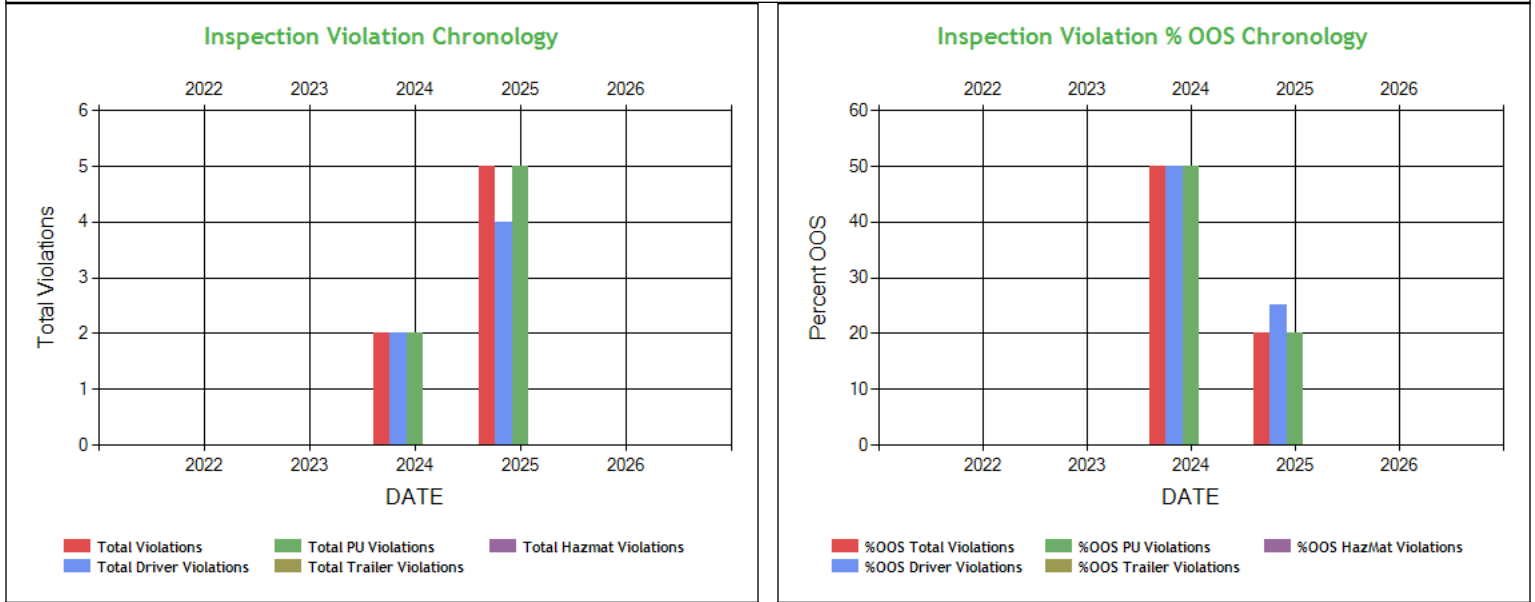 Inspection Violation Chronology
2022 2023 2024 2025 2026
6
5
4
3
2
1
0
Total Violations
2022 2023 2024 2025 2026
DATE
Total Violations Total PU Violations Total Hazmat Violations
Total Driver Violations Total Trailer Violations
Inspection Violation % OOS Chronology
2022 2023 2024 2025 2026
60
50
40
30
20
10
0
Percent OOS
2022 2023 2024 2025 2026
DATE
%OOS Total Violations %OOS PU Violations %OOS HazMat Violations
%OOS Driver Violations %OOS Trailer Violations